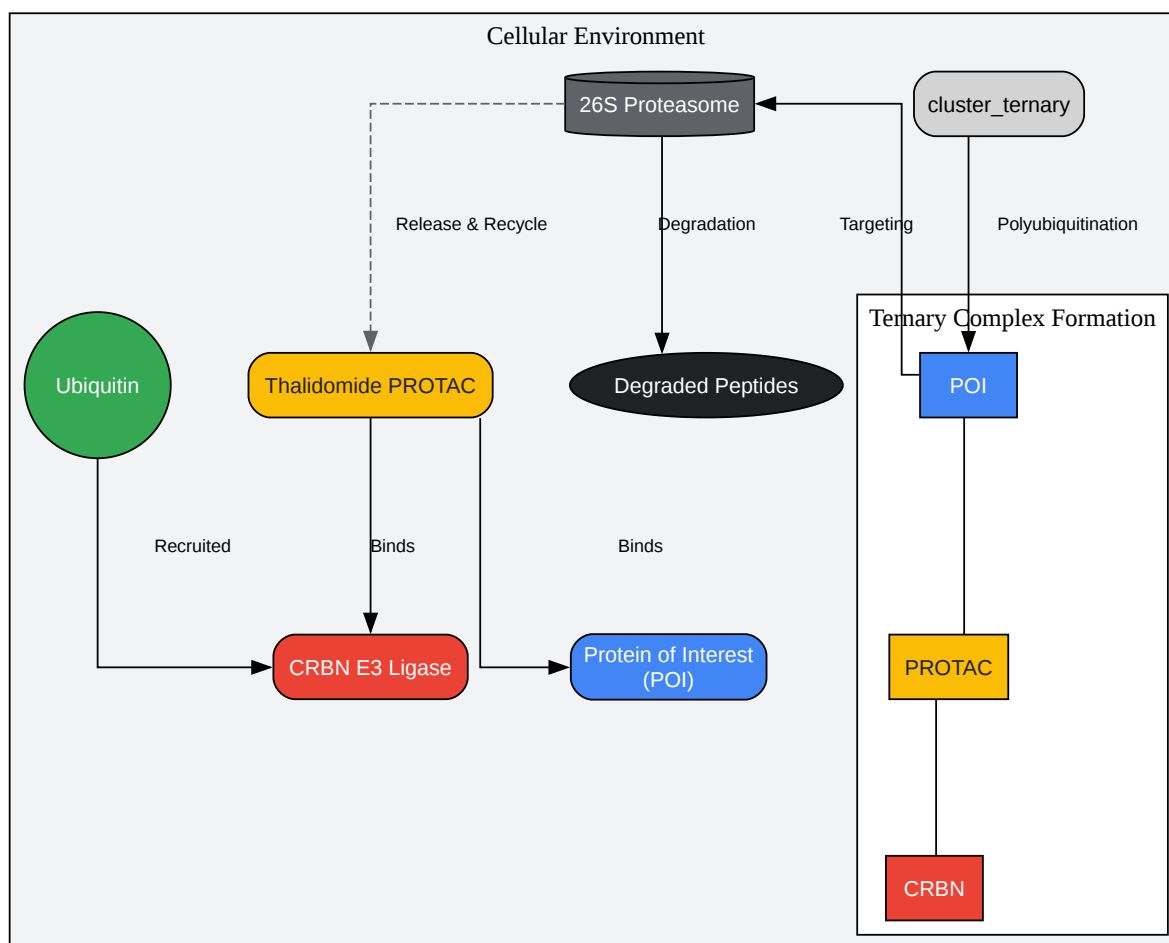 Cellular Environment
26S Proteasome
cluster_ternary
Release & Recycle
Degradation
Targeting
Polyubiquitination
Ternary Complex Formation
Ubiquitin
Thalidomide PROTAC
Degraded Peptides
POI
Recruited
Binds
Binds
CRBN E3 Ligase
Protein of Interest
(POI)
PROTAC
CRBN